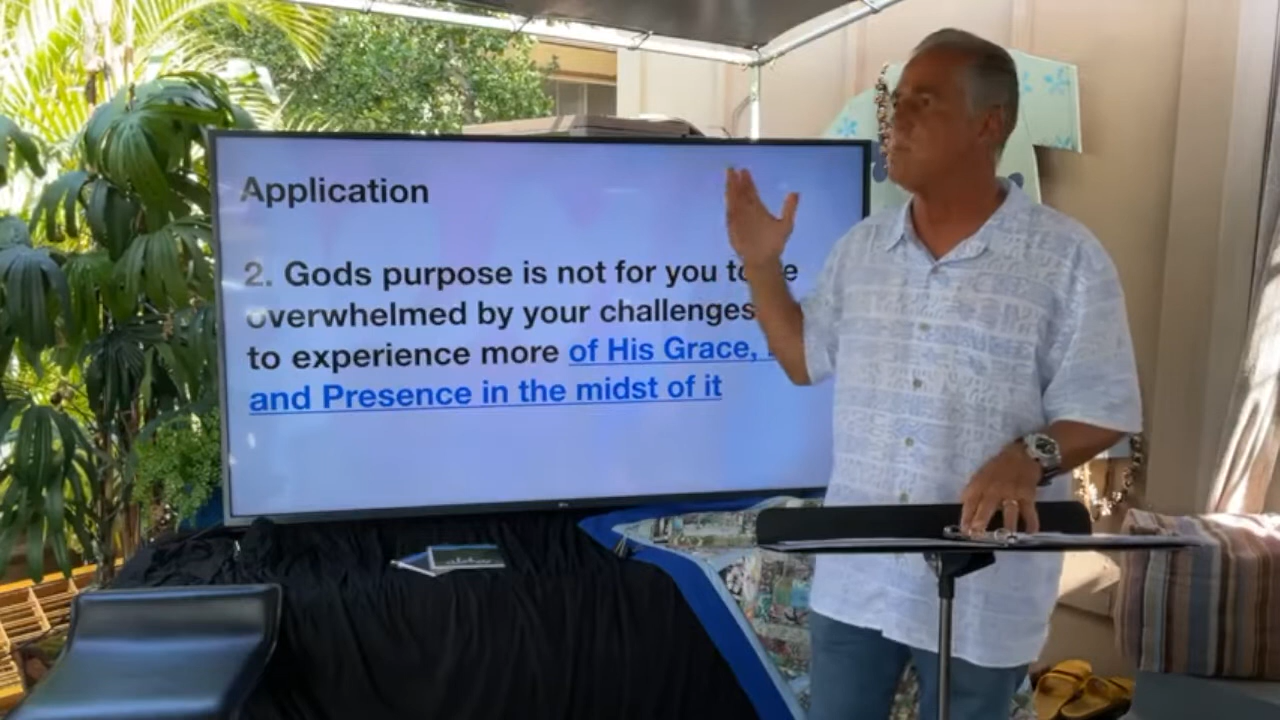 Application
2. Gods purpose is not for you to
overwhelmed by your challenges
to experience more of His Grace,
and Presence in the midst of it